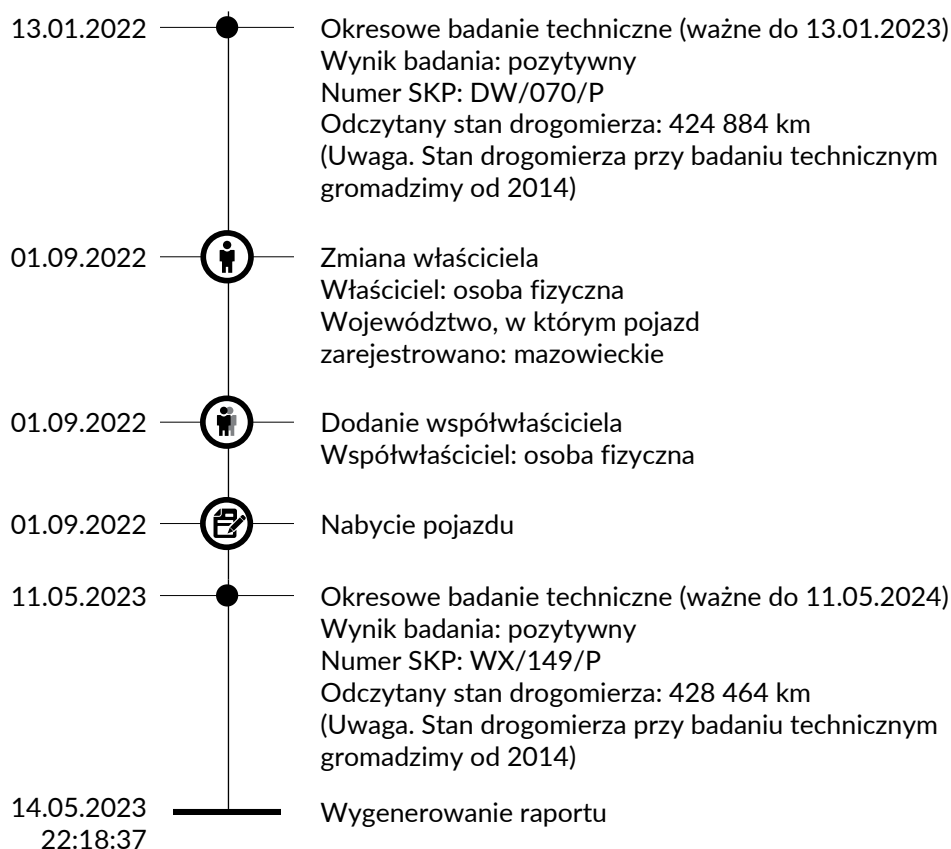 13.01.2022
Okresowe badanie techniczne (ważne do 13.01.2023)
Wynik badania: pozytywny
Numer SKP: DW/070/P
Odczytany stan drogomierza: 424 884 km
(Uwaga. Stan drogomierza przy badaniu technicznym
gromadzimy od 2014)
01.09.2022
Zmiana właściciela
Właściciel: osoba fizyczna
Województwo, w którym pojazd
zarejestrowano: mazowieckie
01.09.2022
Dodanie współwłaściciela
Współwłaściciel: osoba fizyczna
01.09.2022
Nabycie pojazdu
11.05.2023
Okresowe badanie techniczne (ważne do 11.05.2024)
Wynik badania: pozytywny
Numer SKP: WX/149/P
Odczytany stan drogomierza: 428 464 km
(Uwaga. Stan drogomierza przy badaniu technicznym
gromadzimy od 2014)
14.05.2023
22:18:37
Wygenerowanie raportu